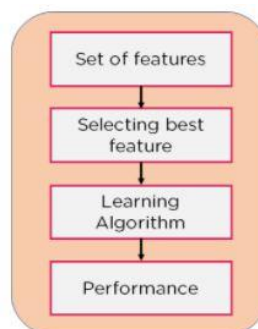 Set of features
Selecting best
feature
Learning
Algorithm
Performance